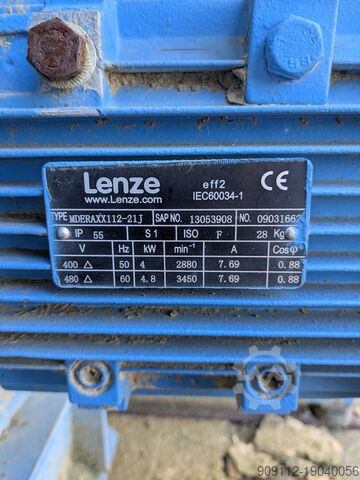 Lenze
www.Lenze.com
eff2
IEC60034-1
CE
TYPE MDERAXX112-21J SAP NO. 13053908 NO. 0903166
IP 55 S1 ISO F 28 Kg
V Hz kW min⁻¹ A Cosφ
400 △ 50 4 2880 7.69 0.88
480 △ 60 4.8 3450 7.69 0.88
909112-19040056